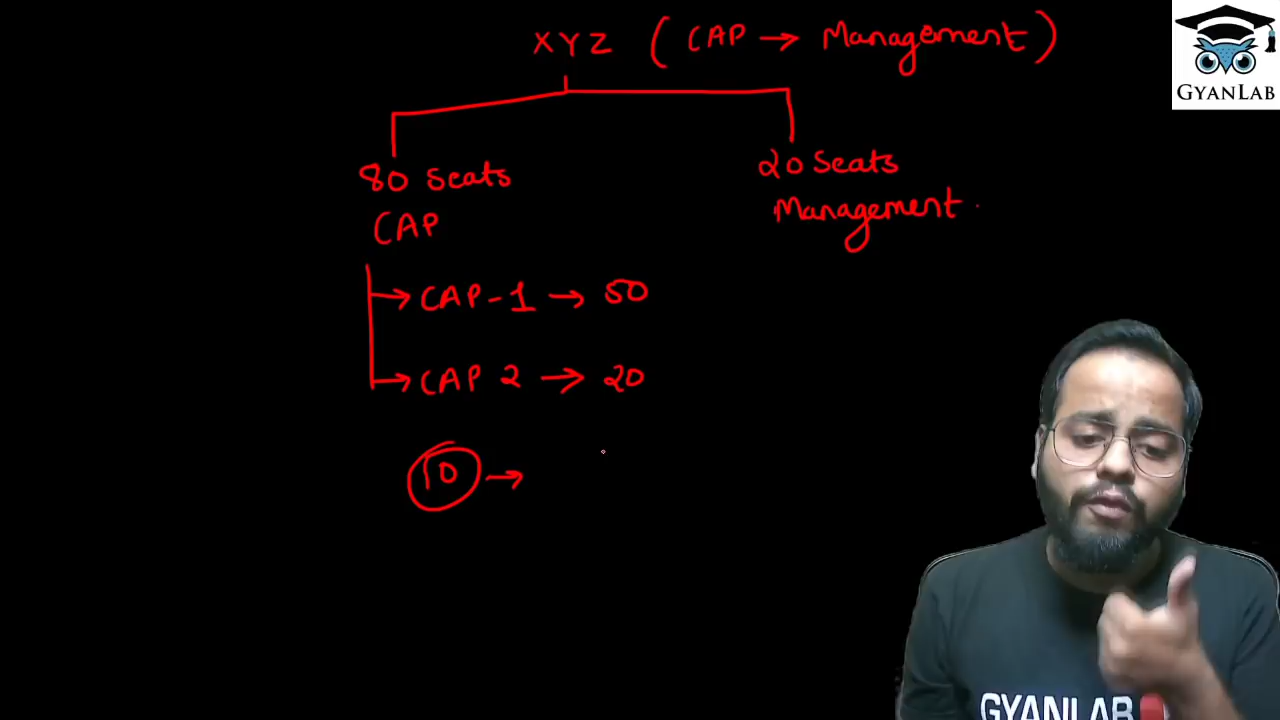 XYZ (CAP → Management)
80 Seats
CAP
20 Seats
Management
→ CAP-1 → 50
→ CAP 2 → 20
10 →
GYANLAB
GYANLAB